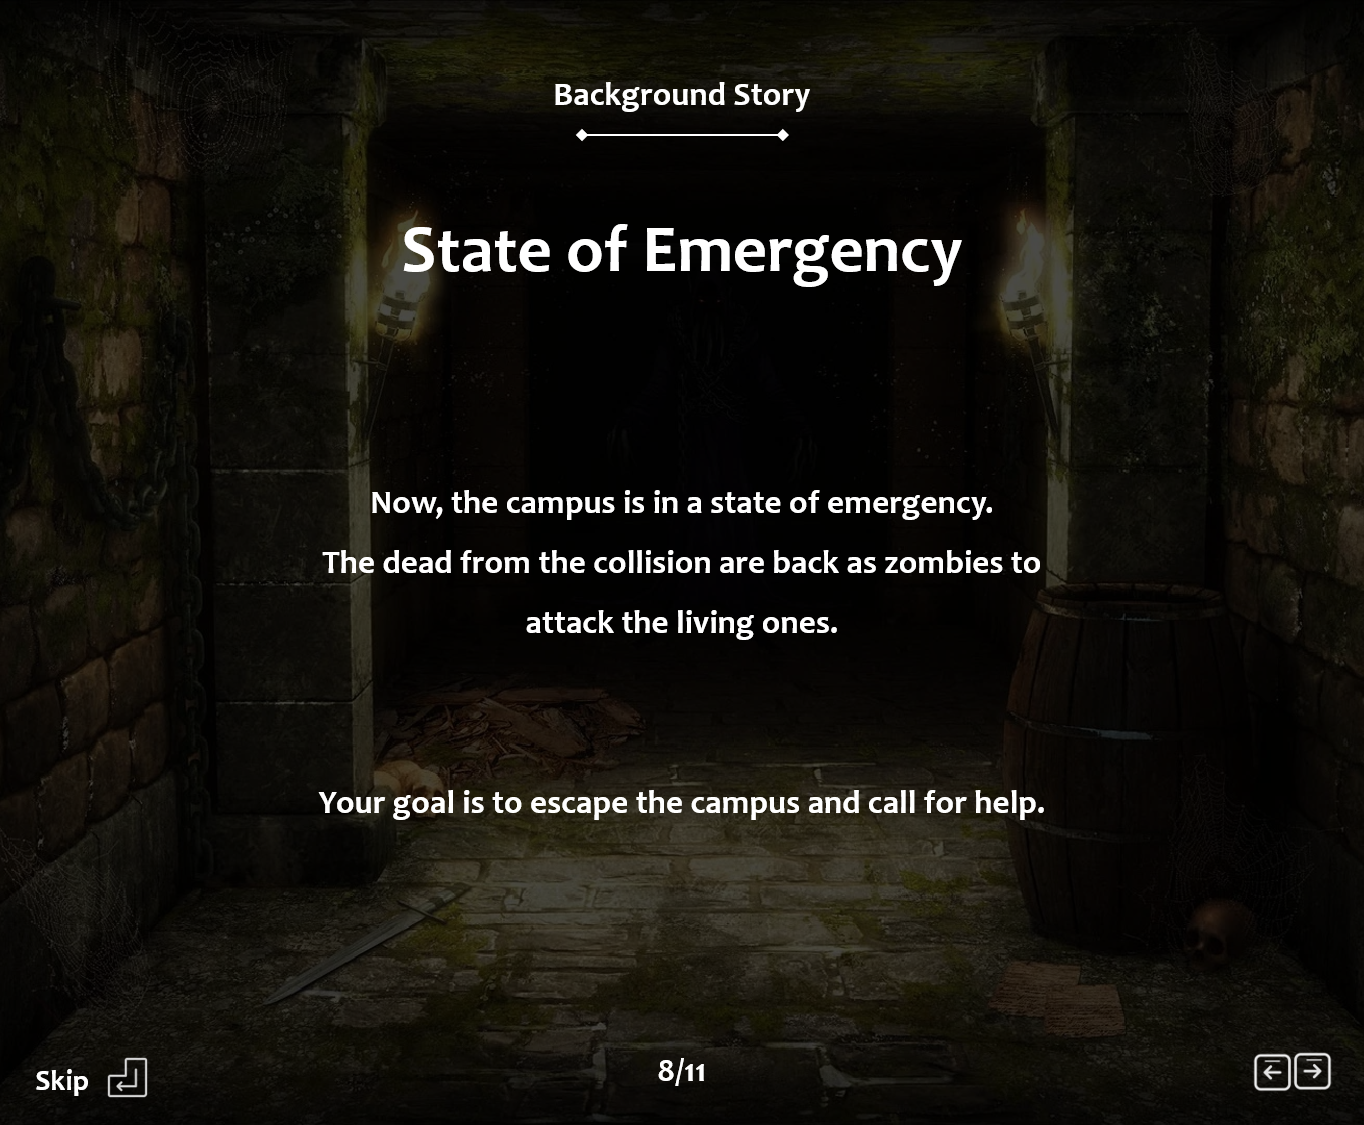 Background Story
State of Emergency
Now, the campus is in a state of emergency.
The dead from the collision are back as zombies to
attack the living ones.
Your goal is to escape the campus and call for help.
Skip
8/11